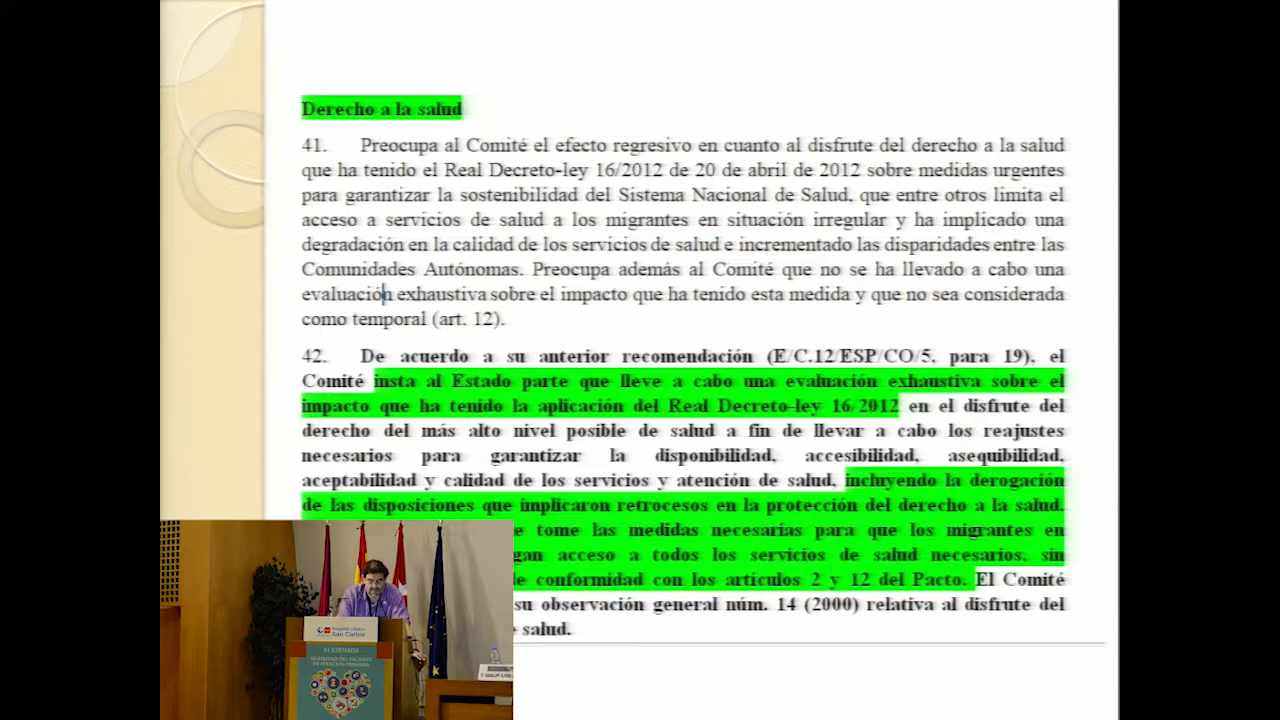 Derecho a la salud
41. Preocupa al Comité el efecto regresivo en cuanto al disfrute del derecho a la salud
que ha tenido el Real Decreto-ley 16/2012 de 20 de abril de 2012 sobre medidas urgentes
para garantizar la sostenibilidad del Sistema Nacional de Salud, que entre otros limita el
acceso a servicios de salud a los migrantes en situación irregular y ha implicado una
degradación en la calidad de los servicios de salud e incrementado las disparidades entre las
Comunidades Autónomas. Preocupa además al Comité que no se ha llevado a cabo una
evaluación exhaustiva sobre el impacto que ha tenido esta medida y que no sea considerada
como temporal (art. 12).
42. De acuerdo a su anterior recomendación (E/C.12/ESP/CO/5, para 19), el
Comité insta al Estado parte que lleve a cabo una evaluación exhaustiva sobre el
impacto que ha tenido la aplicación del Real Decreto-ley 16/2012 en el disfrute del
derecho del más alto nivel posible de salud a fin de llevar a cabo los reajustes
necesarios para garantizar la disponibilidad, accesibilidad, asequibilidad,
aceptabilidad y calidad de los servicios y atención de salud, incluyendo la derogación
de las disposiciones que implicaron retrocesos en la protección del derecho a la salud.
tome las medidas necesarias para que los migrantes en
acceso a todos los servicios de salud necesarios, sin
conformidad con los artículos 2 y 12 del Pacto. El Comité
su observación general núm. 14 (2000) relativa al disfrute del
salud.
San Carlos
XI JORNADA
SEGURIDAD DEL PACIENTE
EN ATENCIÓN PRIMARIA